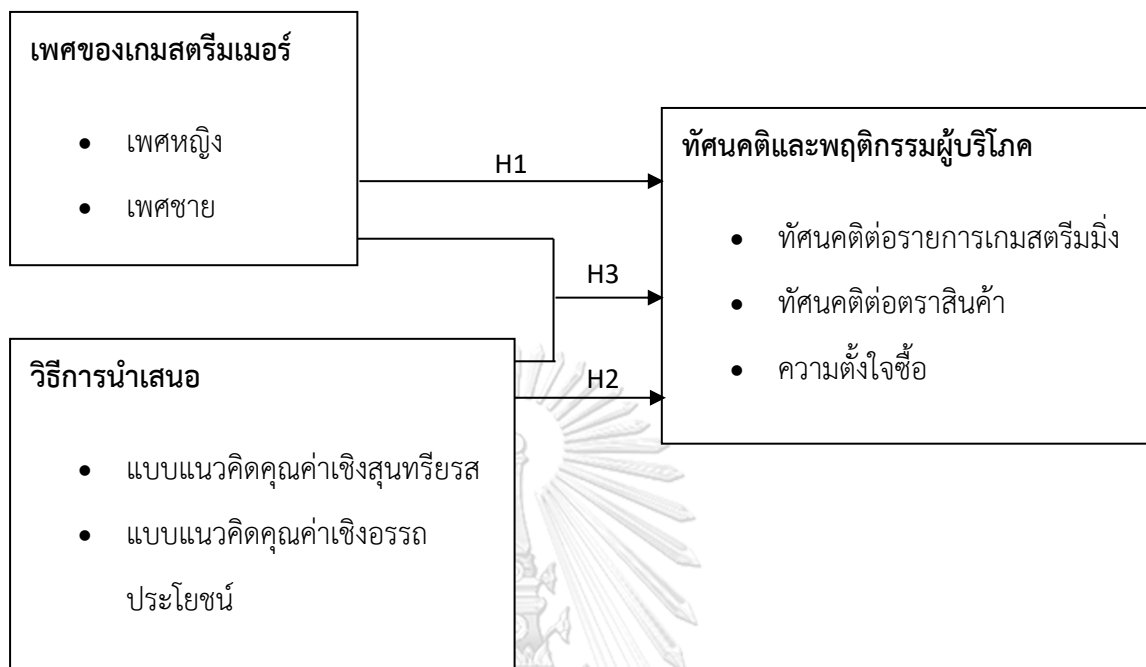 เพศของเกมสตรีมเมอร์
• เพศหญิง
• เพศชาย
H1
ทัศนคติและพฤติกรรมผู้บริโภค
• ทัศนคติต่อรายการเกมสตรีมมิ่ง
• ทัศนคติต่อตราสินค้า
• ความตั้งใจซื้อ
H3
วิธีการนำเสนอ
• แบบแนวคิดคุณค่าเชิงสุนทรียรส
• แบบแนวคิดคุณค่าเชิงอรรถ
ประโยชน์
H2